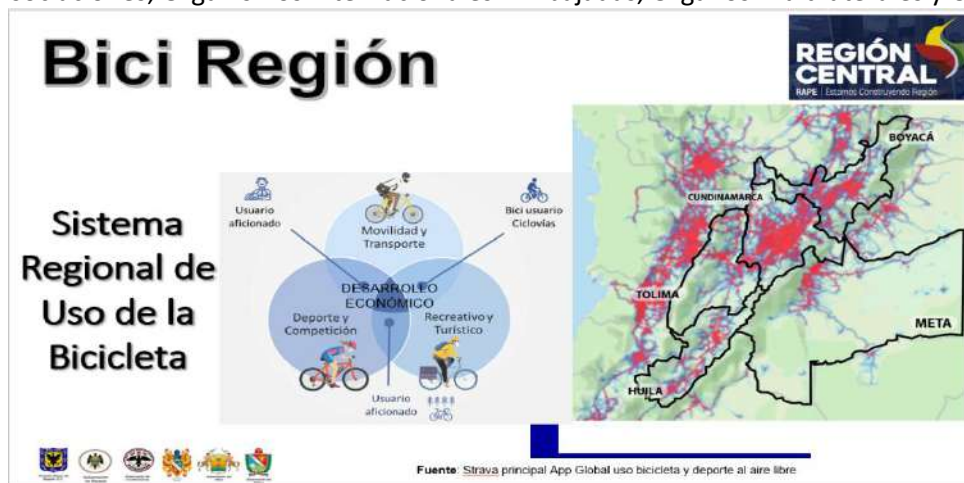 Bici Región
REGIÓN
CENTRAL
RAPE | Estamos Construyendo Región
Sistema
Regional de
Uso de la
Bicicleta
Usuario
aficionado
Movilidad y
Transporte
Bici usuario
Ciclovías
DESARROLLO
ECONÓMICO
Deporte y
Competición
Recreativo y
Turístico
Usuario
aficionado
BOYACÁ
CUNDINAMARCA
TOLIMA
META
HUILA
Fuente: Strava principal App Global uso bicicleta y deporte al aire libre